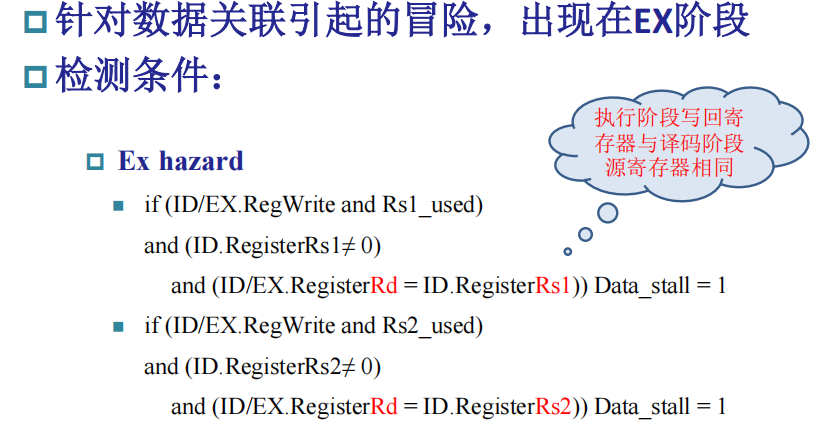 针对数据关联引起的冒险，出现在EX阶段
检测条件：
执行阶段写回寄
存器与译码阶段
源寄存器相同
Ex hazard
if (ID/EX.RegWrite and Rs1_used)
and (ID.RegisterRs1≠ 0)
and (ID/EX.RegisterRd = ID.RegisterRs1)) Data_stall = 1
if (ID/EX.RegWrite and Rs2_used)
and (ID.RegisterRs2≠ 0)
and (ID/EX.RegisterRd = ID.RegisterRs2)) Data_stall = 1